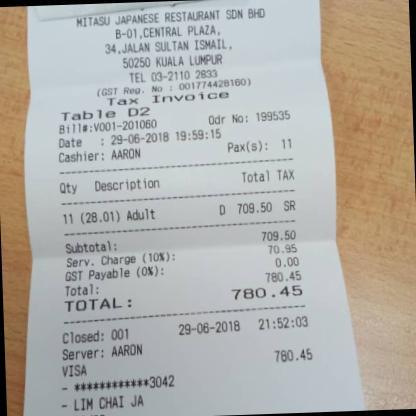 MITASU JAPANESE RESTAURANT SDN BHD
B-01,CENTRAL PLAZA,
34,JALAN SULTAN ISMAIL,
50250 KUALA LUMPUR
TEL 03-2110 2833
(GST Reg. No : 001774428160)
Tax Invoice
Table D2
Bill#:V001-201060 Odr No: 199535
Date : 29-06-2018 19:59:15
Cashier: AARON Pax(s): 11
Qty Description Total TAX
11 (28.01) Adult D 709.50 SR
Subtotal: 709.50
Serv. Charge (10%): 70.95
GST Payable (0%): 0.00
Total: 780.45
TOTAL: 780.45
Closed: 001 29-06-2018 21:52:03
Server: AARON
VISA 780.45
- ************3042
- LIM CHAI JA